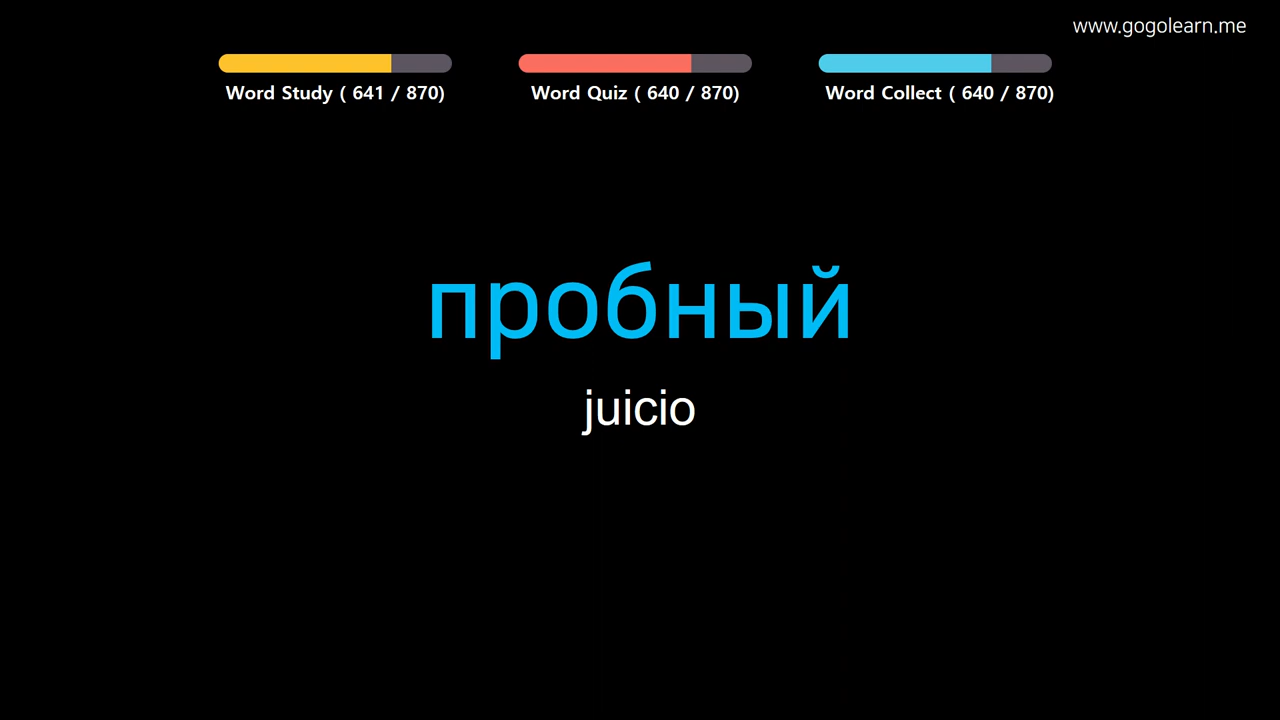 www.gogolearn.me
Word Study ( 641 / 870)
Word Quiz ( 640 / 870)
Word Collect ( 640 / 870)
пробный
juicio